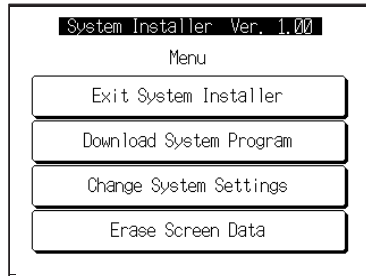 System Installer Ver. 1.00
Menu
Exit System Installer
Download System Program
Change System Settings
Erase Screen Data